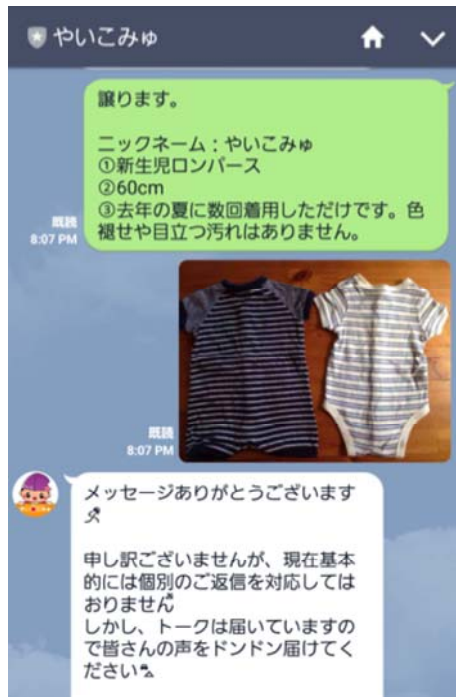 やいこみゅ
譲ります。
ニックネーム:やいこみゅ
①新生児ロンパース
②60cm
③去年の夏に数回着用しただけです。色
褪せや目立つ汚れはありません。
既読
8:07 PM
既読
8:07 PM
メッセージありがとうございます
申し訳ございませんが、現在基本
的には個別のご返信を対応しては
おりません
しかし、トークは届いていますの
で皆さんの声をドンドン届けてく
ださい